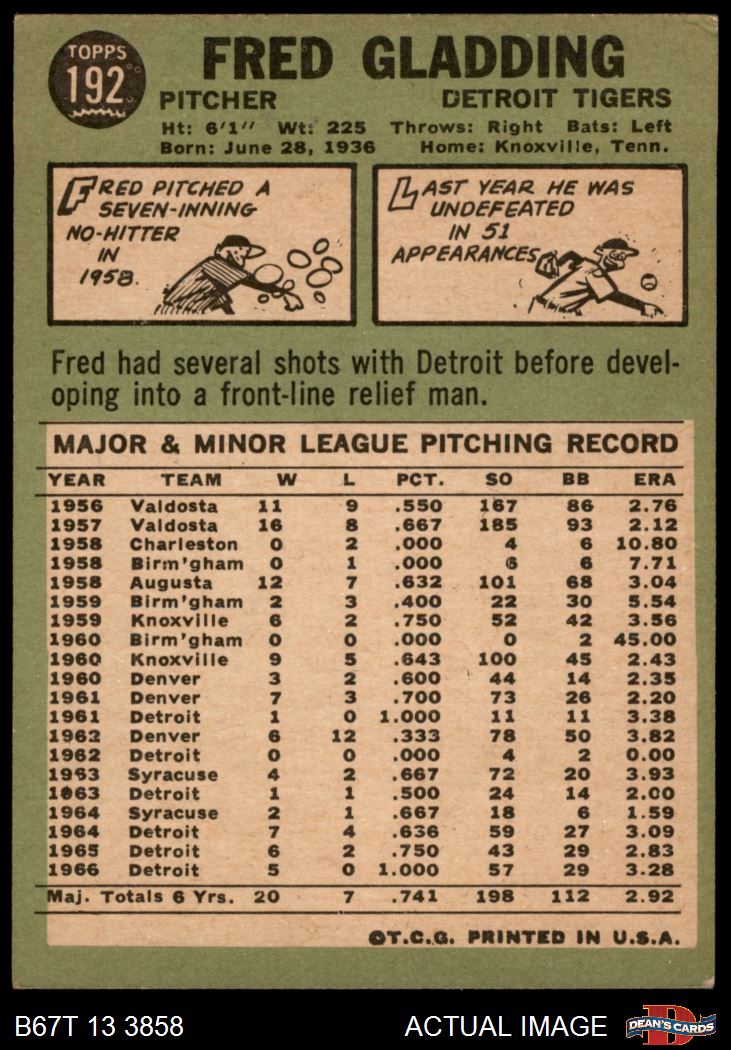 TOPPS
192
FRED GLADDING
PITCHER DETROIT TIGERS
Ht: 6'1" Wt: 225 Throws: Right Bats: Left
Born: June 28, 1936 Home: Knoxville, Tenn.
FRED PITCHED A
SEVEN-INNING
NO-HITTER
IN
1958.
LAST YEAR HE WAS
UNDEFEATED
IN 51
APPEARANCES
Fred had several shots with Detroit before devel-
oping into a front-line relief man.
MAJOR & MINOR LEAGUE PITCHING RECORD
YEAR TEAM W L PCT. SO BB ERA
1956 Valdosta 11 9 .550 167 86 2.76
1957 Valdosta 16 8 .667 185 93 2.12
1958 Charleston 0 2 .000 4 6 10.80
1958 Birm'gham 0 1 .000 6 6 7.71
1958 Augusta 12 7 .632 101 68 3.04
1959 Birm'gham 2 3 .400 22 30 5.54
1959 Knoxville 6 2 .750 52 42 3.56
1960 Birm'gham 0 0 .000 0 2 45.00
1960 Knoxville 9 5 .643 100 45 2.43
1960 Denver 3 2 .600 44 14 2.35
1961 Denver 7 3 .700 73 26 2.20
1961 Detroit 1 0 1.000 11 11 3.38
1962 Denver 6 12 .333 78 50 3.82
1962 Detroit 0 0 .000 4 2 0.00
1963 Syracuse 4 2 .667 72 20 3.93
1963 Detroit 1 1 .500 24 14 2.00
1964 Syracuse 2 1 .667 18 6 1.59
1964 Detroit 7 4 .636 59 27 3.09
1965 Detroit 6 2 .750 43 29 2.83
1966 Detroit 5 0 1.000 57 29 3.28
Maj. Totals 6 Yrs. 20 7 .741 198 112 2.92
©T.C.G. PRINTED IN U.S.A.
B67T 13 3858 ACTUAL IMAGE
D
DEAN'S CARDS